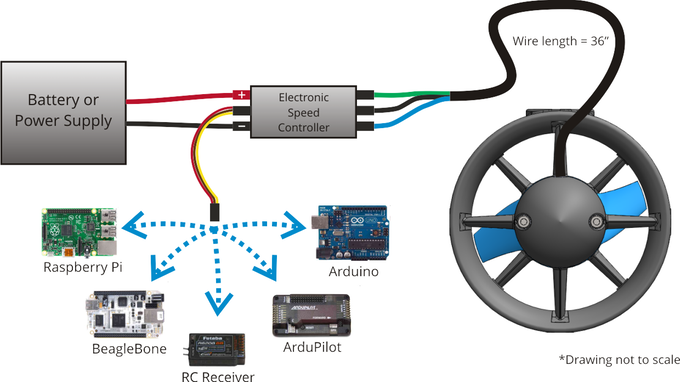 Wire length = 36"
Battery or
Power Supply
+
Electronic
Speed
Controller
-
Raspberry Pi
Arduino
BeagleBone
ArduPilot
Futaba
RC Receiver
*Drawing not to scale